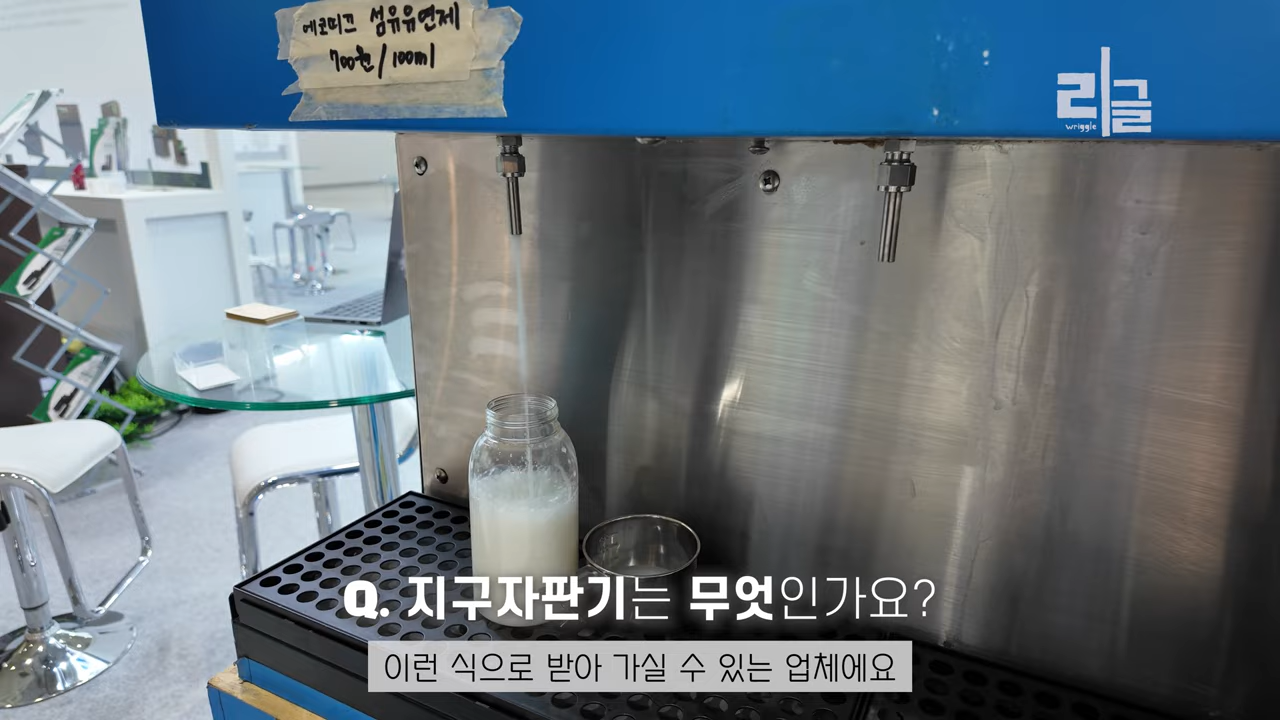 에코띠끄 섬유유연제
700원/100ml
리글
wriggle
Q. 지구자판기는 무엇인가요?
이런 식으로 받아 가실 수 있는 업체에요